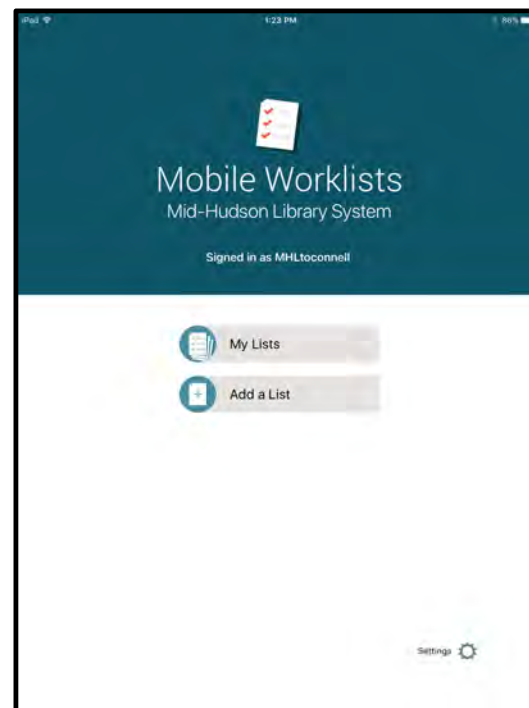 iPad
1:23 PM
86%
Mobile Worklists
Mid-Hudson Library System
Signed in as MHLtoconnell
My Lists
Add a List
Settings